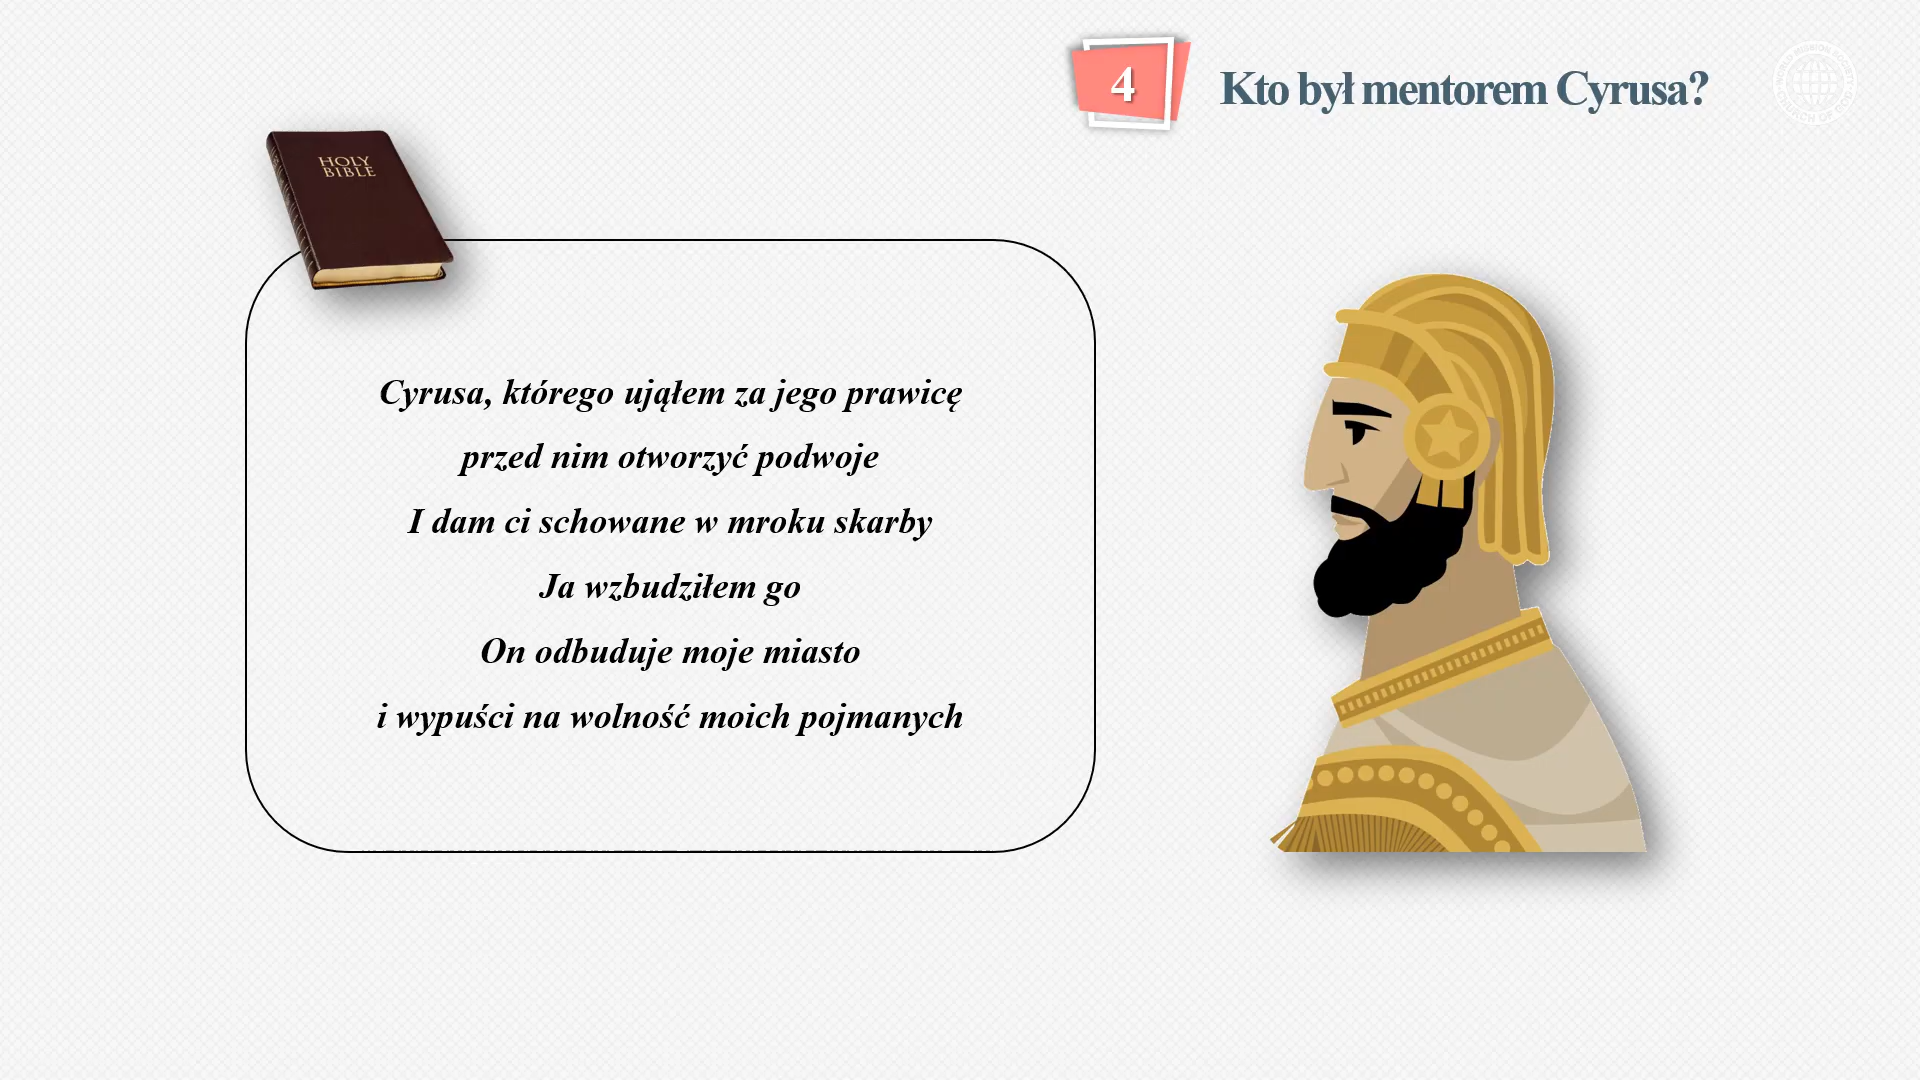 4
Kto był mentorem Cyrusa?
HOLY
BIBLE
Cyrusa, którego ująłem za jego prawicę
przed nim otworzyć podwoje
I dam ci schowane w mroku skarby
Ja wzbudziłem go
On odbuduje moje miasto
i wypuści na wolność moich pojmanych